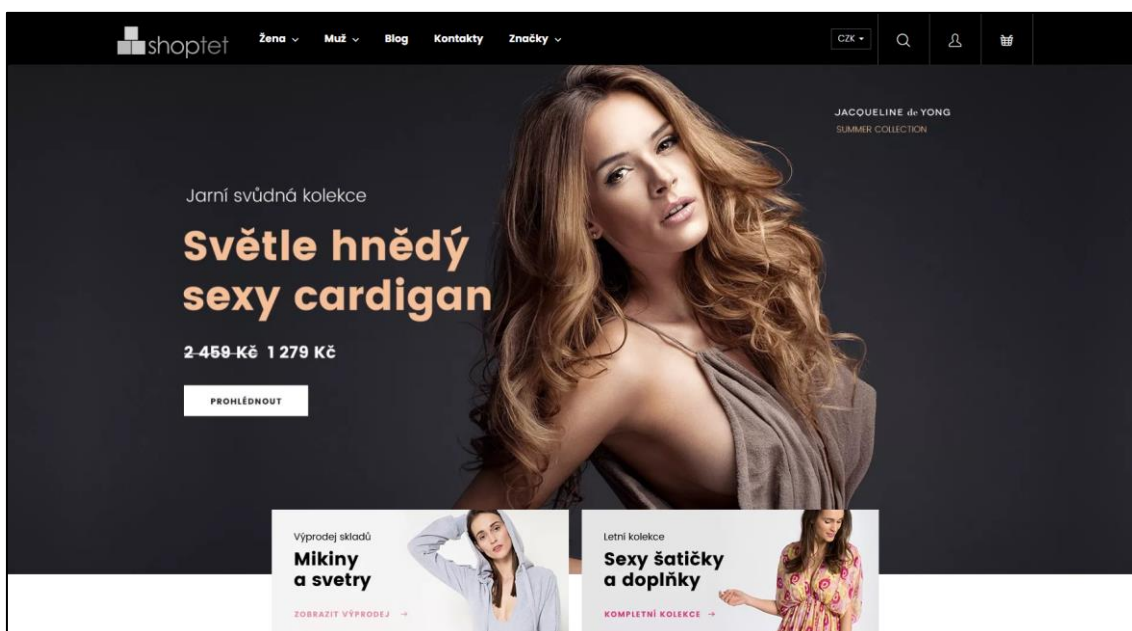 shoptet
Žena
Muž
Blog
Kontakty
Značky
CZK
JACQUELINE de YONG
SUMMER COLLECTION
Jarní svůdná kolekce
Světle hnědý
sexy cardigan
2 459 Kč 1 279 Kč
PROHLÉDNOUT
Výprodej skladů
Mikiny
a svetry
ZOBRAZIT VÝPRODEJ →
Letní kolekce
Sexy šatičky
a doplňky
KOMPLETNÍ KOLEKCE →